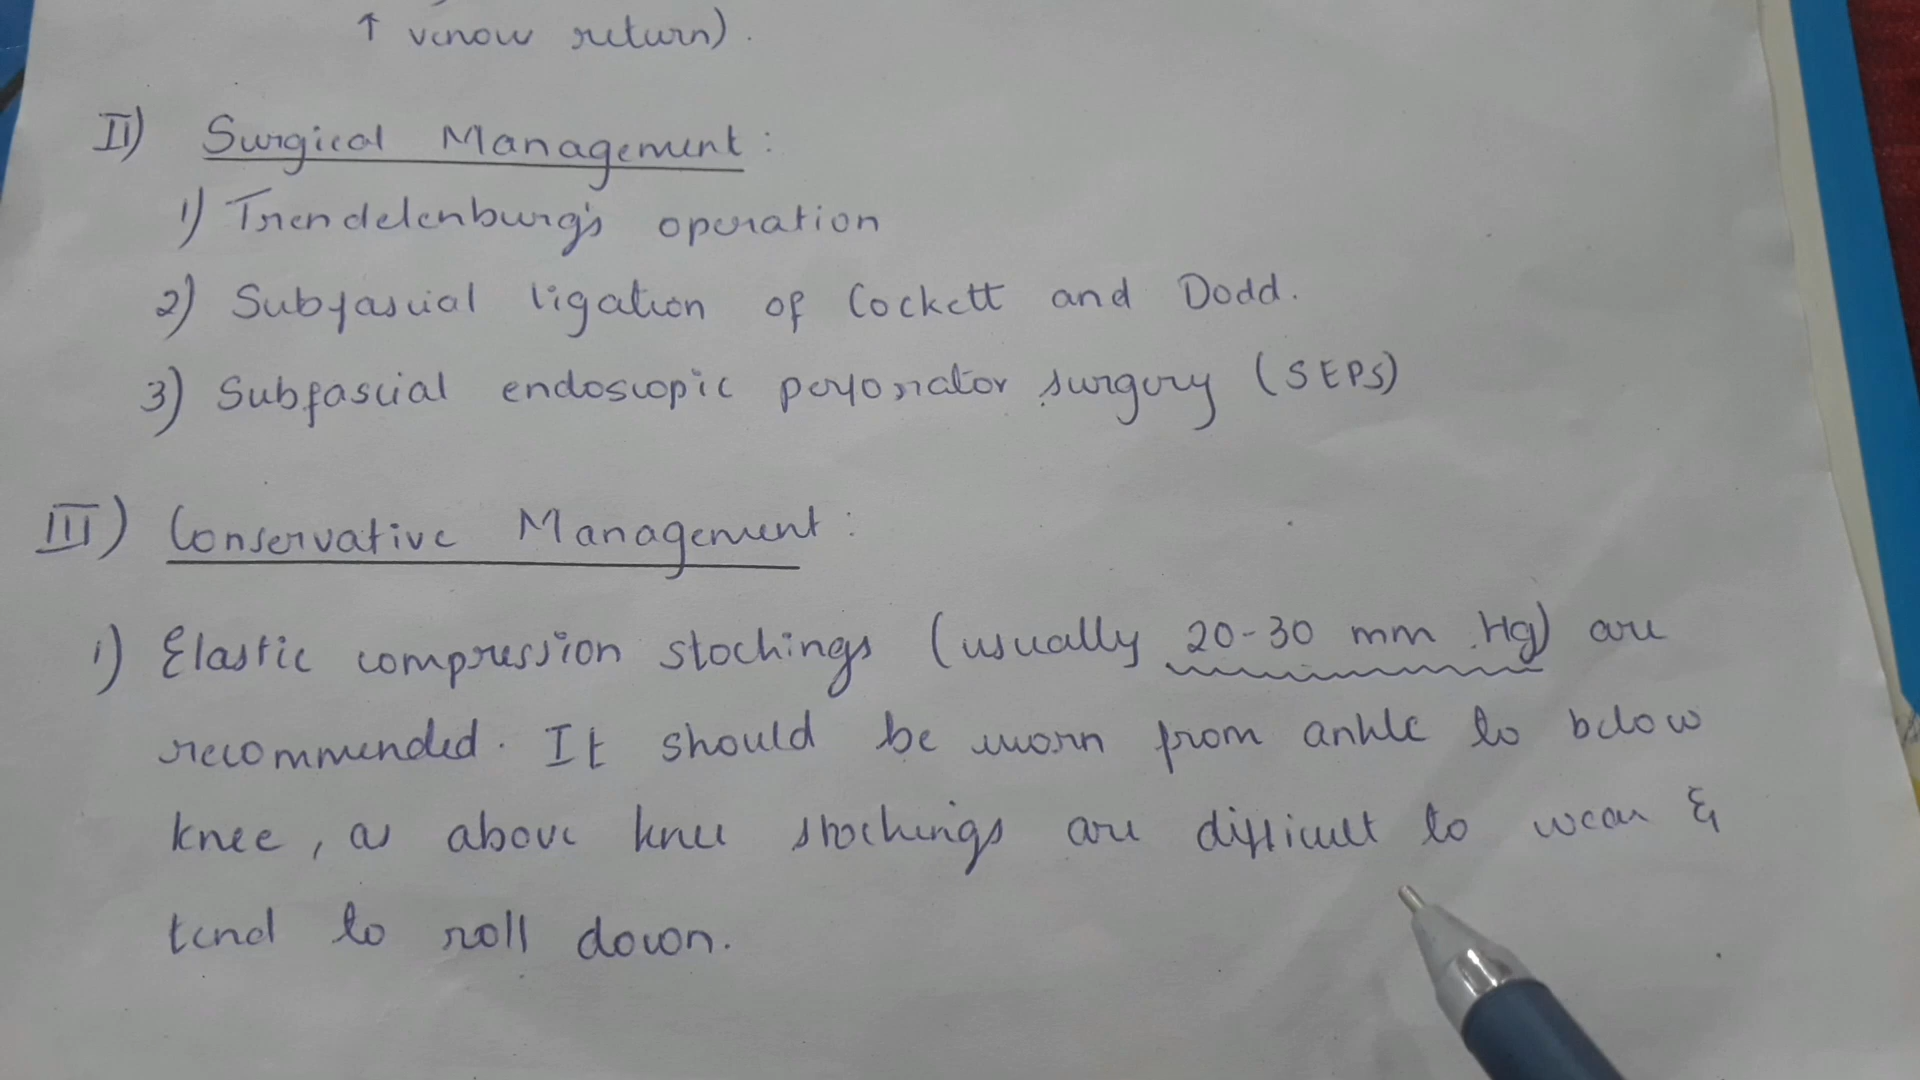 ↑ venous return).
II) Surgical Management:
1) Trendelenburg's operation
2) Subfascial ligation of Cockett and Dodd.
3) Subfascial endoscopic perforator surgery (SEPS)
III) Conservative Management:
1) Elastic compression stockings (usually 20-30 mm Hg) are
recommended. It should be worn from ankle to below
knee, as above knee stockings are difficult to wear &
tend to roll down.